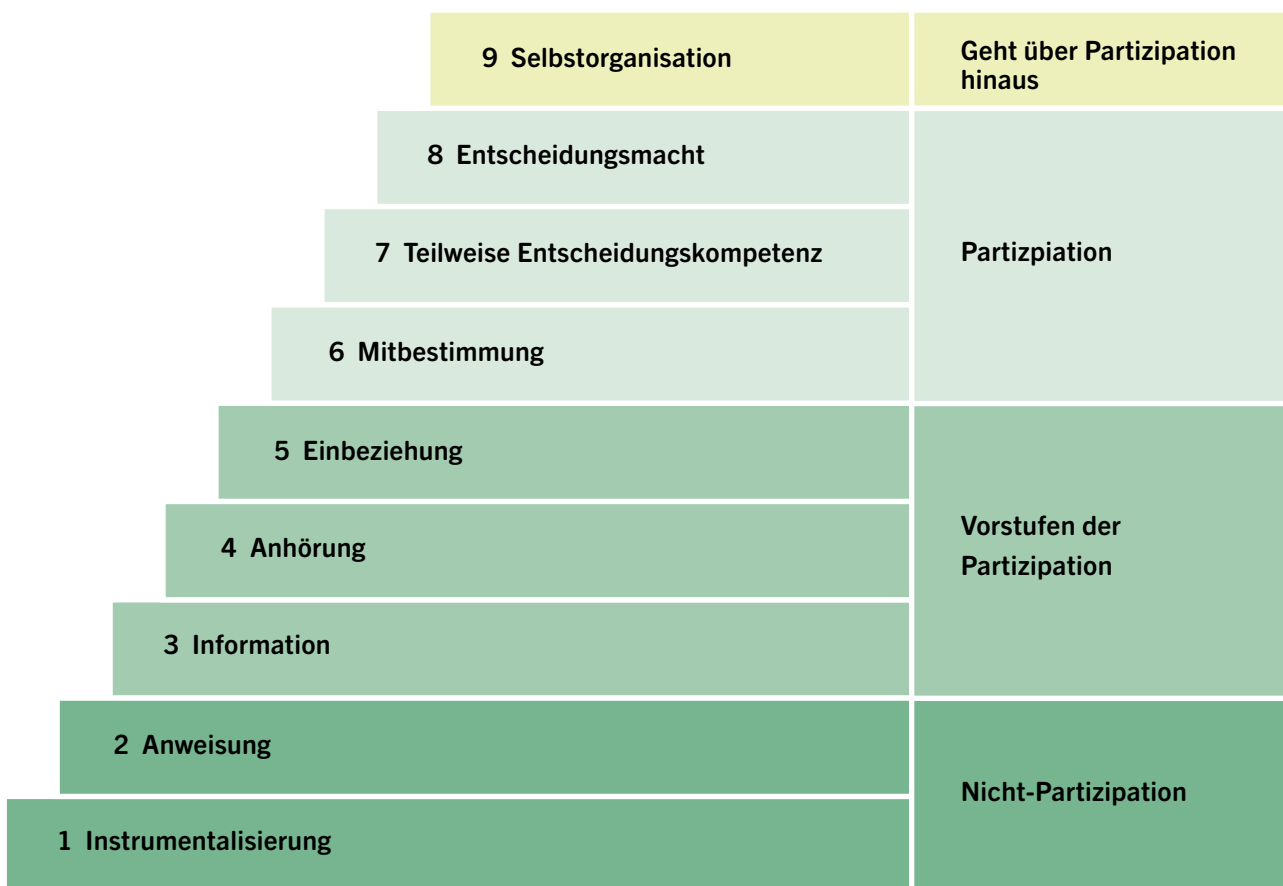 9 Selbstorganisation
Geht über Partizipation
hinaus
8 Entscheidungsmacht
7 Teilweise Entscheidungskompetenz
Partizpiation
6 Mitbestimmung
5 Einbeziehung
4 Anhörung
Vorstufen der
Partizipation
3 Information
2 Anweisung
Nicht-Partizipation
1 Instrumentalisierung